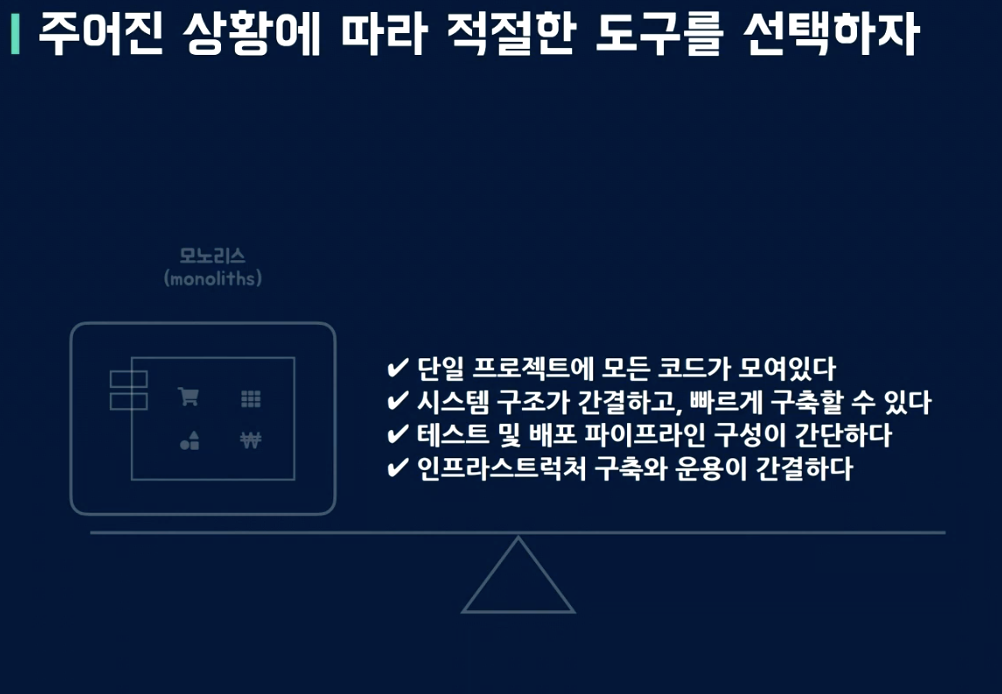 주어진 상황에 따라 적절한 도구를 선택하자
모노리스
(monoliths)
✔ 단일 프로젝트에 모든 코드가 모여있다
✔ 시스템 구조가 간결하고, 빠르게 구축할 수 있다
✔ 테스트 및 배포 파이프라인 구성이 간단하다
✔ 인프라스트럭처 구축와 운용이 간결하다